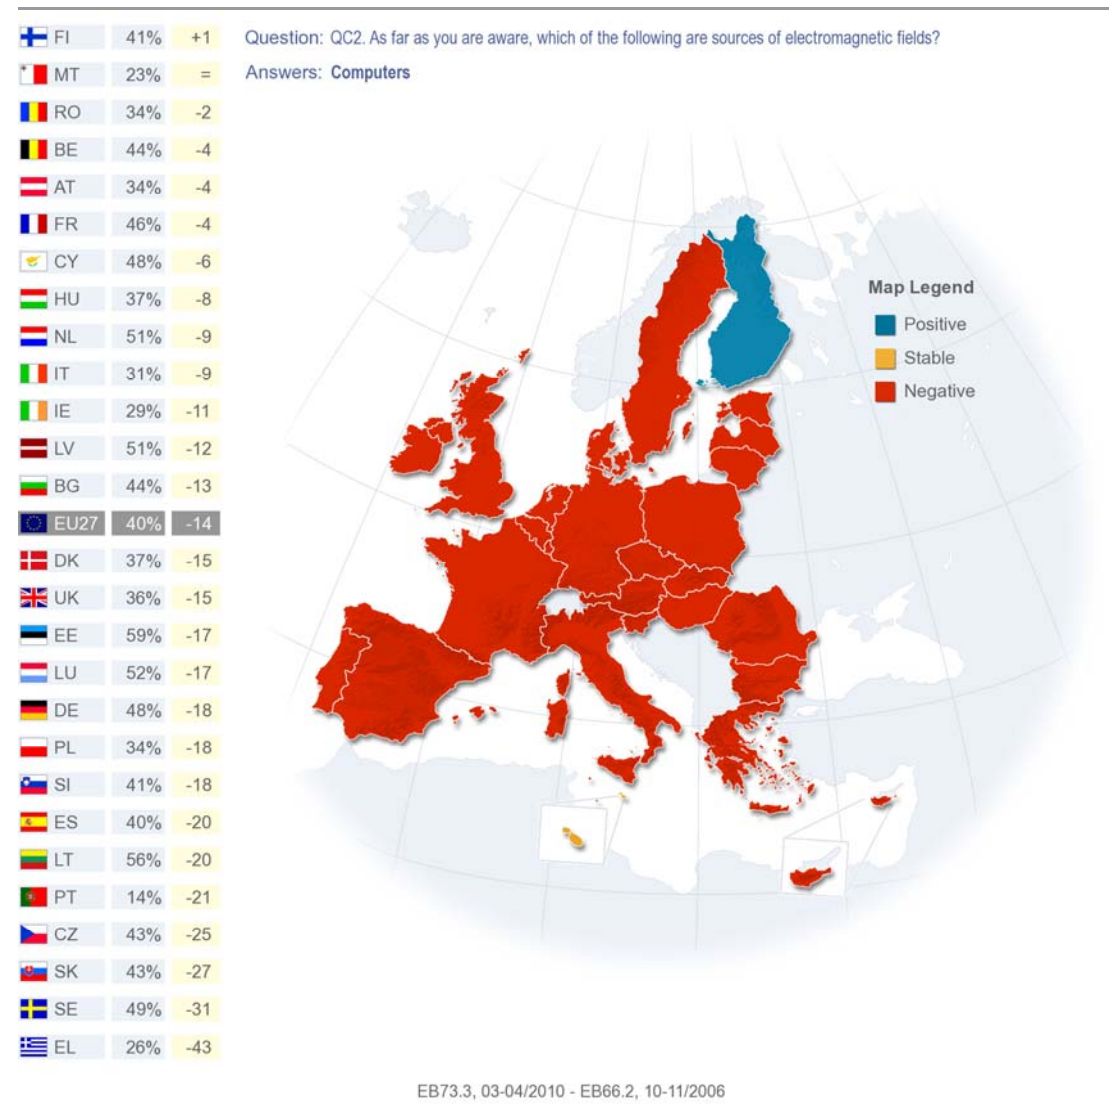 Question: QC2. As far as you are aware, which of the following are sources of electromagnetic fields?
Answers: Computers
FI 41% +1
MT 23% =
RO 34% -2
BE 44% -4
AT 34% -4
FR 46% -4
CY 48% -6
HU 37% -8
NL 51% -9
IT 31% -9
IE 29% -11
LV 51% -12
BG 44% -13
EU27 40% -14
DK 37% -15
UK 36% -15
EE 59% -17
LU 52% -17
DE 48% -18
PL 34% -18
SI 41% -18
ES 40% -20
LT 56% -20
PT 14% -21
CZ 43% -25
SK 43% -27
SE 49% -31
EL 26% -43
Map Legend
Positive
Stable
Negative
EB73.3, 03-04/2010 - EB66.2, 10-11/2006